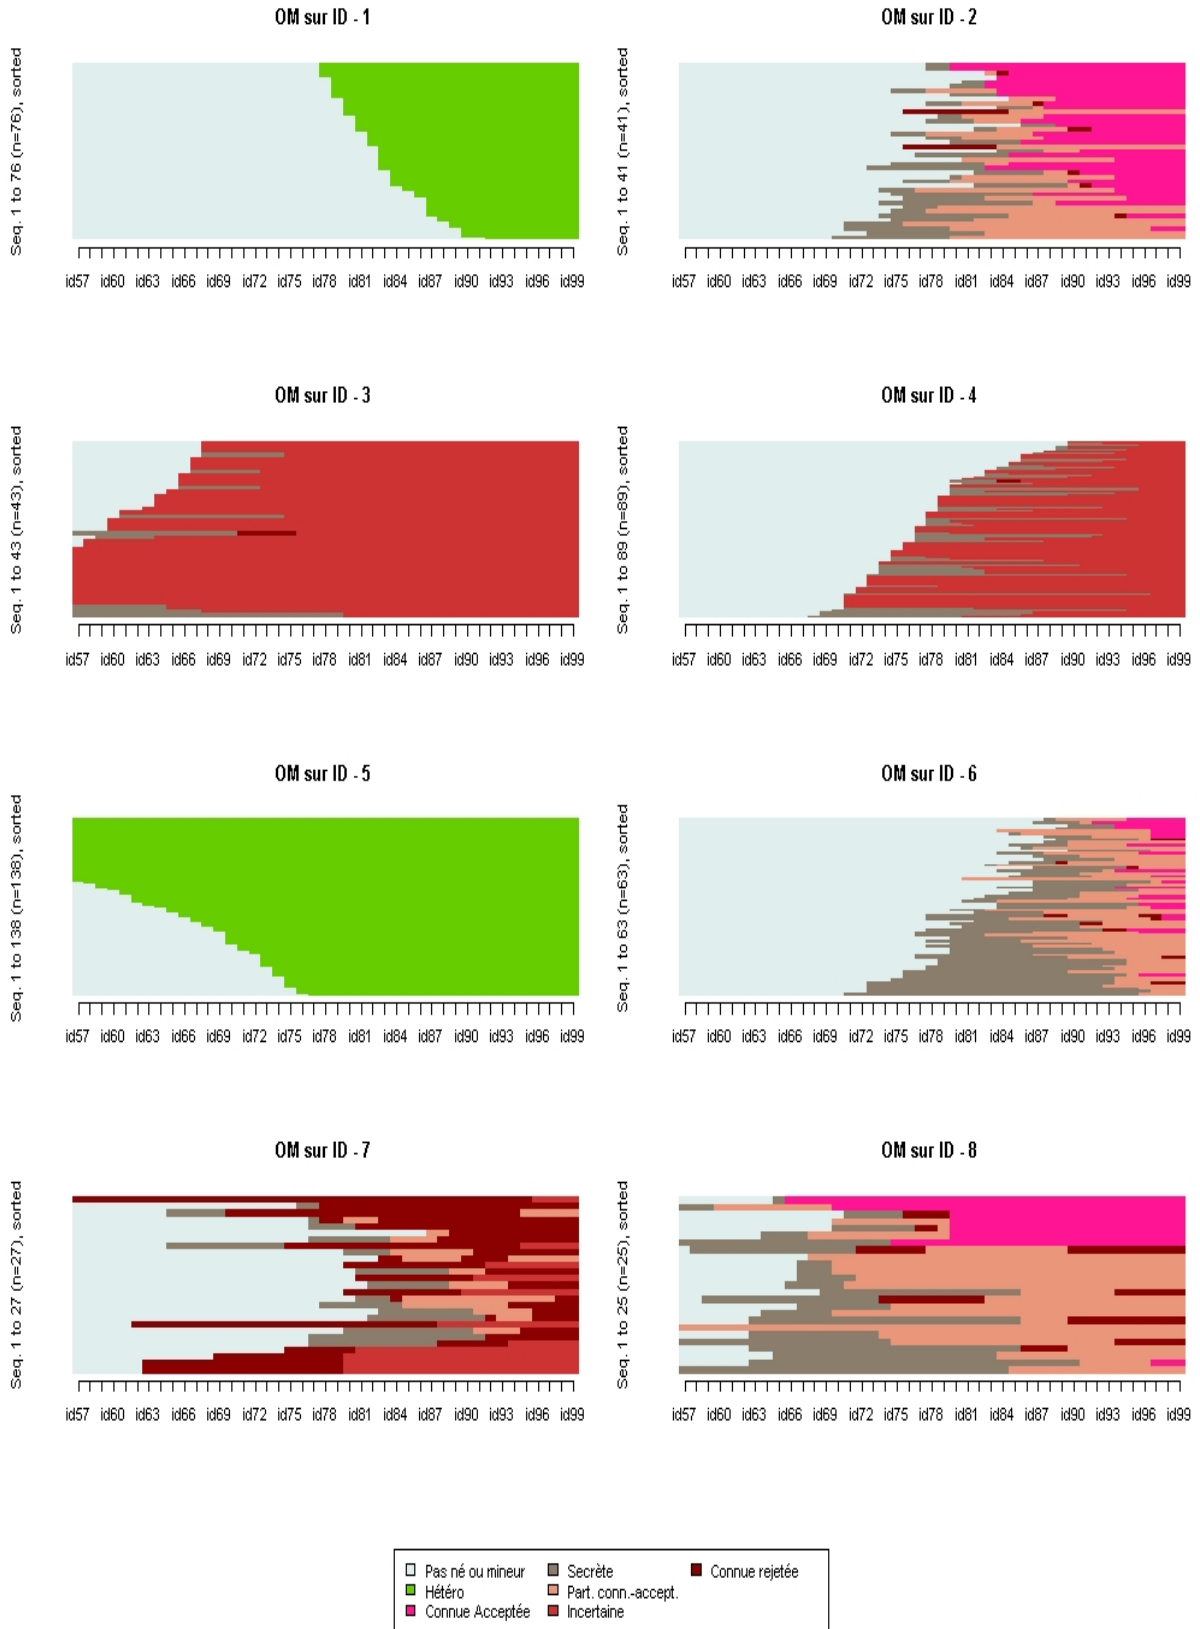 OM sur ID - 1
OM sur ID - 2
Seq. 1 to 76 (n=76), sorted
Seq. 1 to 41 (n=41), sorted
id57 id60 id63 id66 id69 id72 id75 id78 id81 id84 id87 id90 id93 id96 id99
id57 id60 id63 id66 id69 id72 id75 id78 id81 id84 id87 id90 id93 id96 id99
OM sur ID - 3
OM sur ID - 4
Seq. 1 to 43 (n=43), sorted
Seq. 1 to 89 (n=89), sorted
id57 id60 id63 id66 id69 id72 id75 id78 id81 id84 id87 id90 id93 id96 id99
id57 id60 id63 id66 id69 id72 id75 id78 id81 id84 id87 id90 id93 id96 id99
OM sur ID - 5
OM sur ID - 6
Seq. 1 to 138 (n=138), sorted
Seq. 1 to 63 (n=63), sorted
id57 id60 id63 id66 id69 id72 id75 id78 id81 id84 id87 id90 id93 id96 id99
id57 id60 id63 id66 id69 id72 id75 id78 id81 id84 id87 id90 id93 id96 id99
OM sur ID - 7
OM sur ID - 8
Seq. 1 to 27 (n=27), sorted
Seq. 1 to 25 (n=25), sorted
id57 id60 id63 id66 id69 id72 id75 id78 id81 id84 id87 id90 id93 id96 id99
id57 id60 id63 id66 id69 id72 id75 id78 id81 id84 id87 id90 id93 id96 id99
Pas né ou mineur
Hétéro
Connue Acceptée
Secrète
Part. conn.-accept.
Incertaine
Connue rejetée